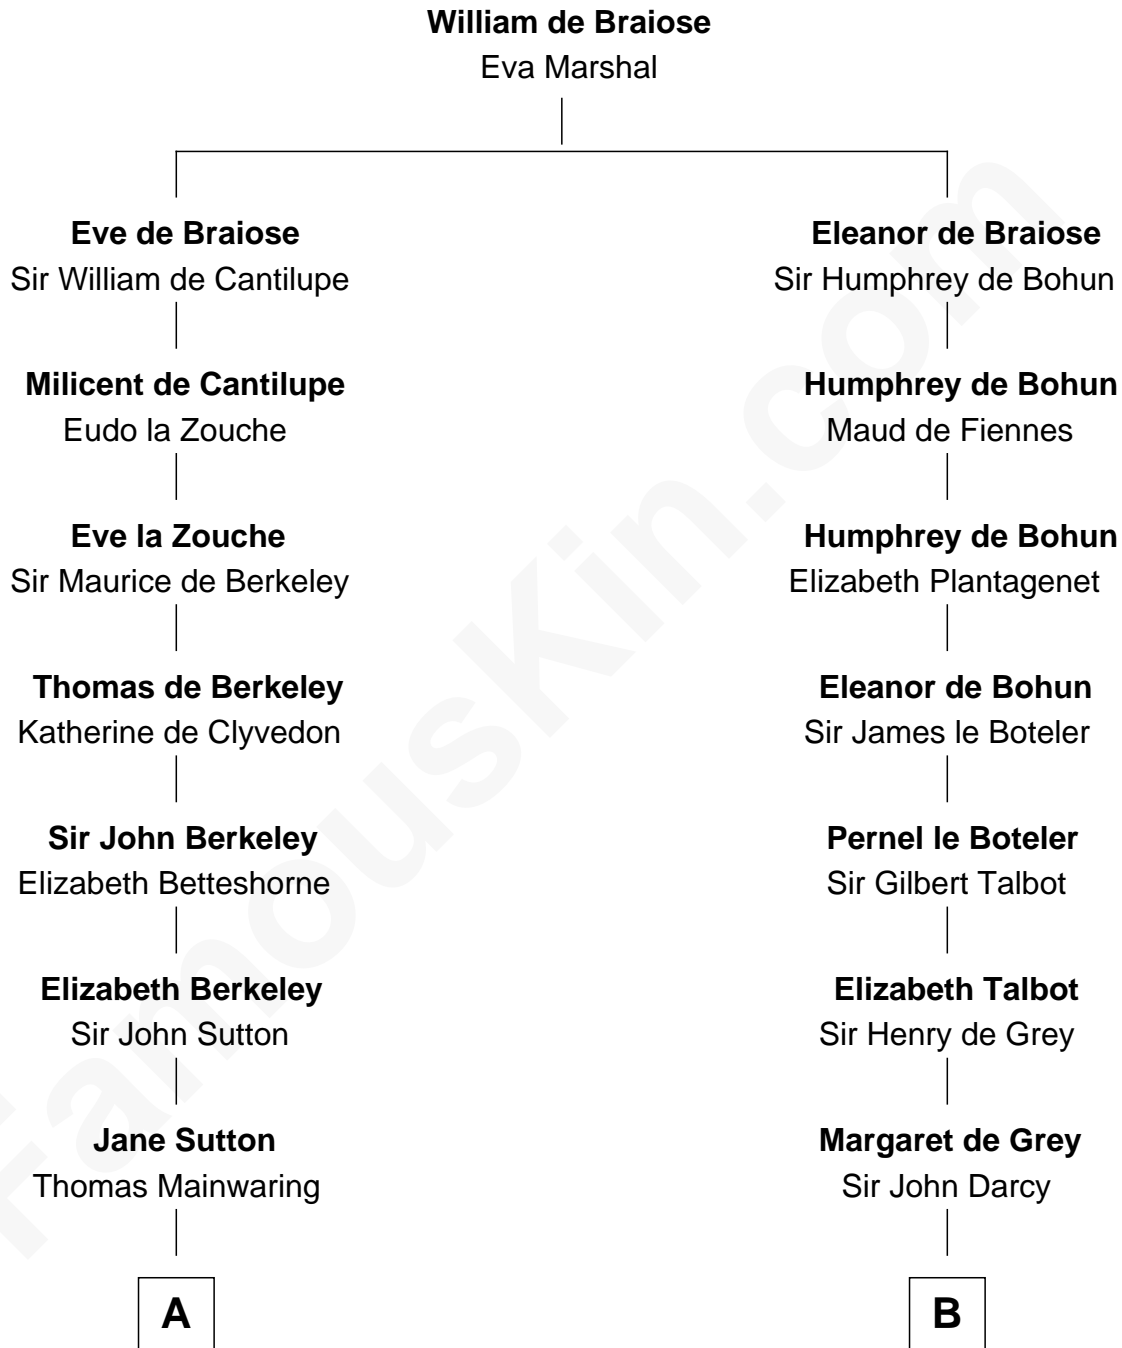 William de Braiose
Eva Marshal
Eve de Braiose
Sir William de Cantilupe
Milicent de Cantilupe
Eudo la Zouche
Eve la Zouche
Sir Maurice de Berkeley
Thomas de Berkeley
Katherine de Clyvedon
Sir John Berkeley
Elizabeth Betteshorne
Elizabeth Berkeley
Sir John Sutton
Jane Sutton
Thomas Mainwaring
A
Eleanor de Braiose
Sir Humphrey de Bohun
Humphrey de Bohun
Maud de Fiennes
Humphrey de Bohun
Elizabeth Plantagenet
Eleanor de Bohun
Sir James le Boteler
Pernel le Boteler
Sir Gilbert Talbot
Elizabeth Talbot
Sir Henry de Grey
Margaret de Grey
Sir John Darcy
B
FamousKin.com